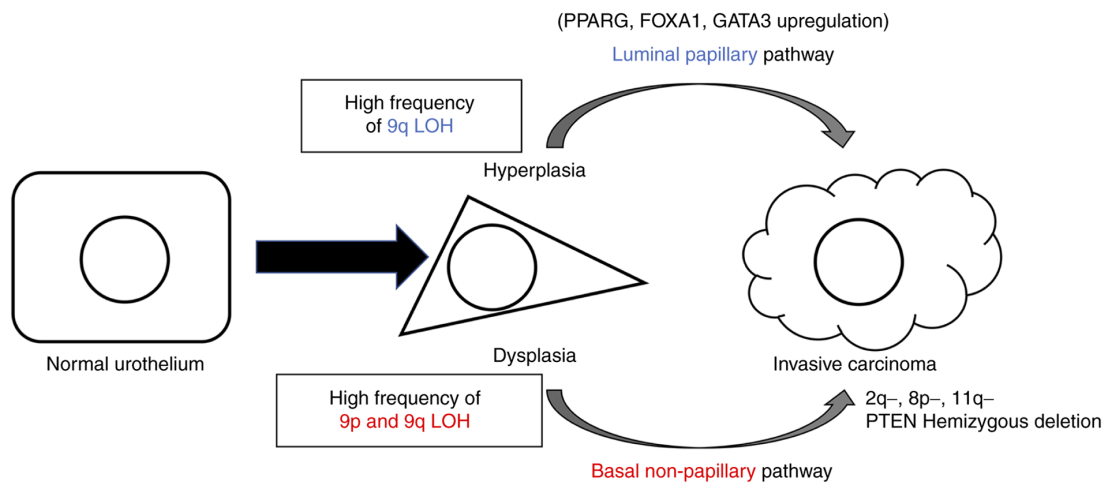 (PPARG, FOXA1, GATA3 upregulation)
Luminal papillary pathway
High frequency
of 9q LOH
Hyperplasia
Normal urothelium
Dysplasia
Invasive carcinoma
High frequency of
9p and 9q LOH
2q–, 8p–, 11q–
PTEN Hemizygous deletion
Basal non-papillary pathway